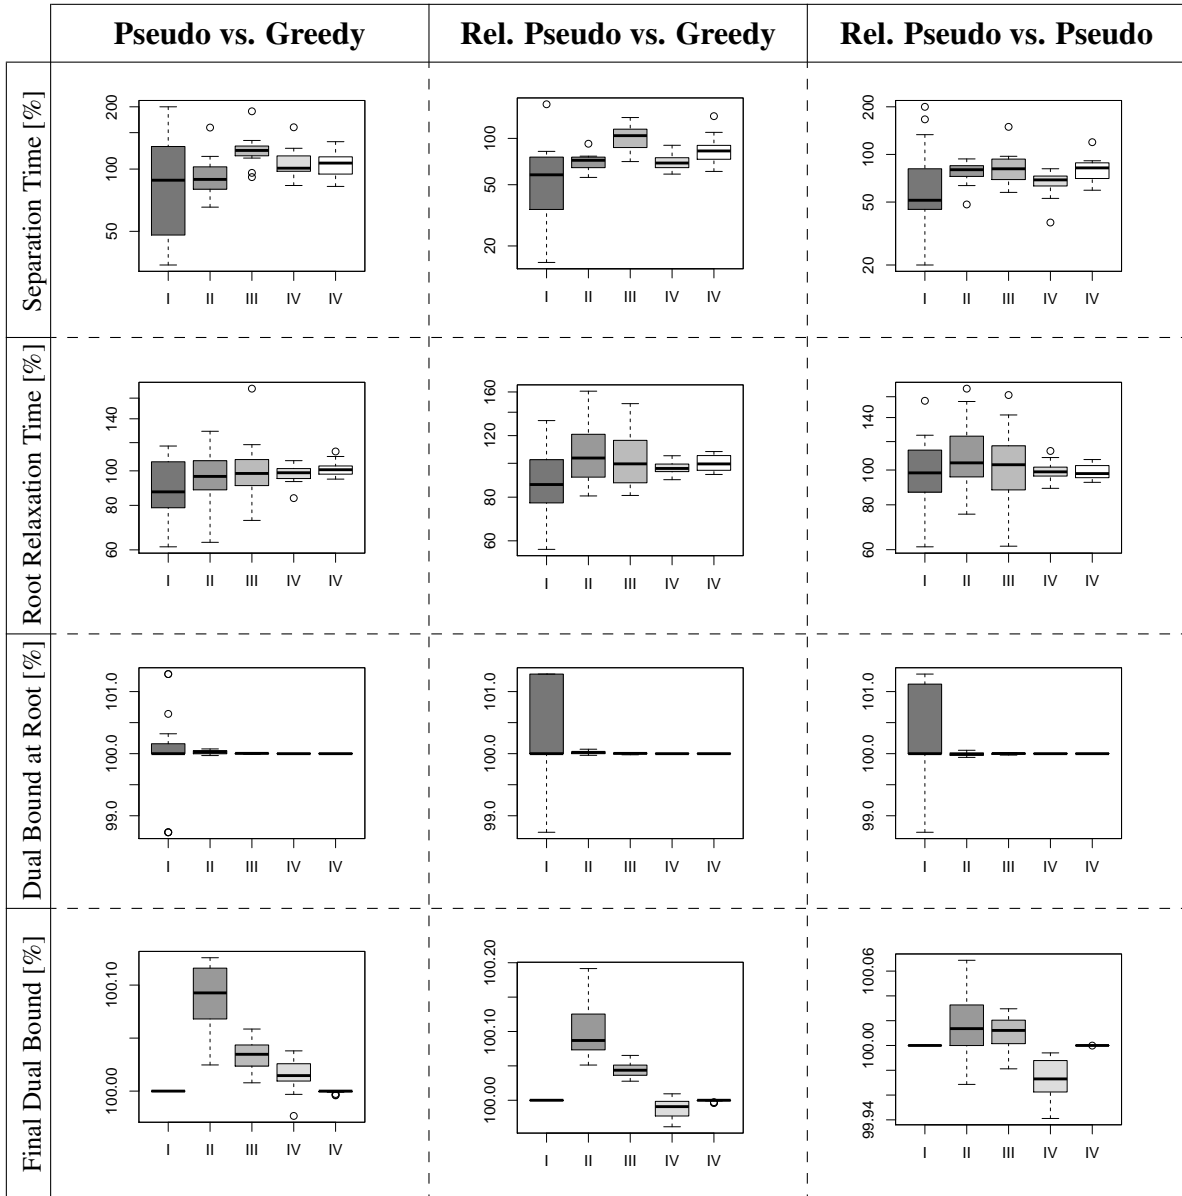 Pseudo vs. Greedy
Rel. Pseudo vs. Greedy
Rel. Pseudo vs. Pseudo
Separation Time [%]
200
100
50
I II III IV IV
100
50
20
I II III IV IV
200
100
50
20
I II III IV IV
Root Relaxation Time [%]
140
100
80
60
I II III IV IV
160
120
80
60
I II III IV IV
140
100
80
60
I II III IV IV
Dual Bound at Root [%]
101.0
100.0
99.0
I II III IV IV
101.0
100.0
99.0
I II III IV IV
101.0
100.0
99.0
I II III IV IV
Final Dual Bound [%]
100.10
100.00
I II III IV IV
100.20
100.10
100.00
I II III IV IV
100.06
100.00
99.94
I II III IV IV